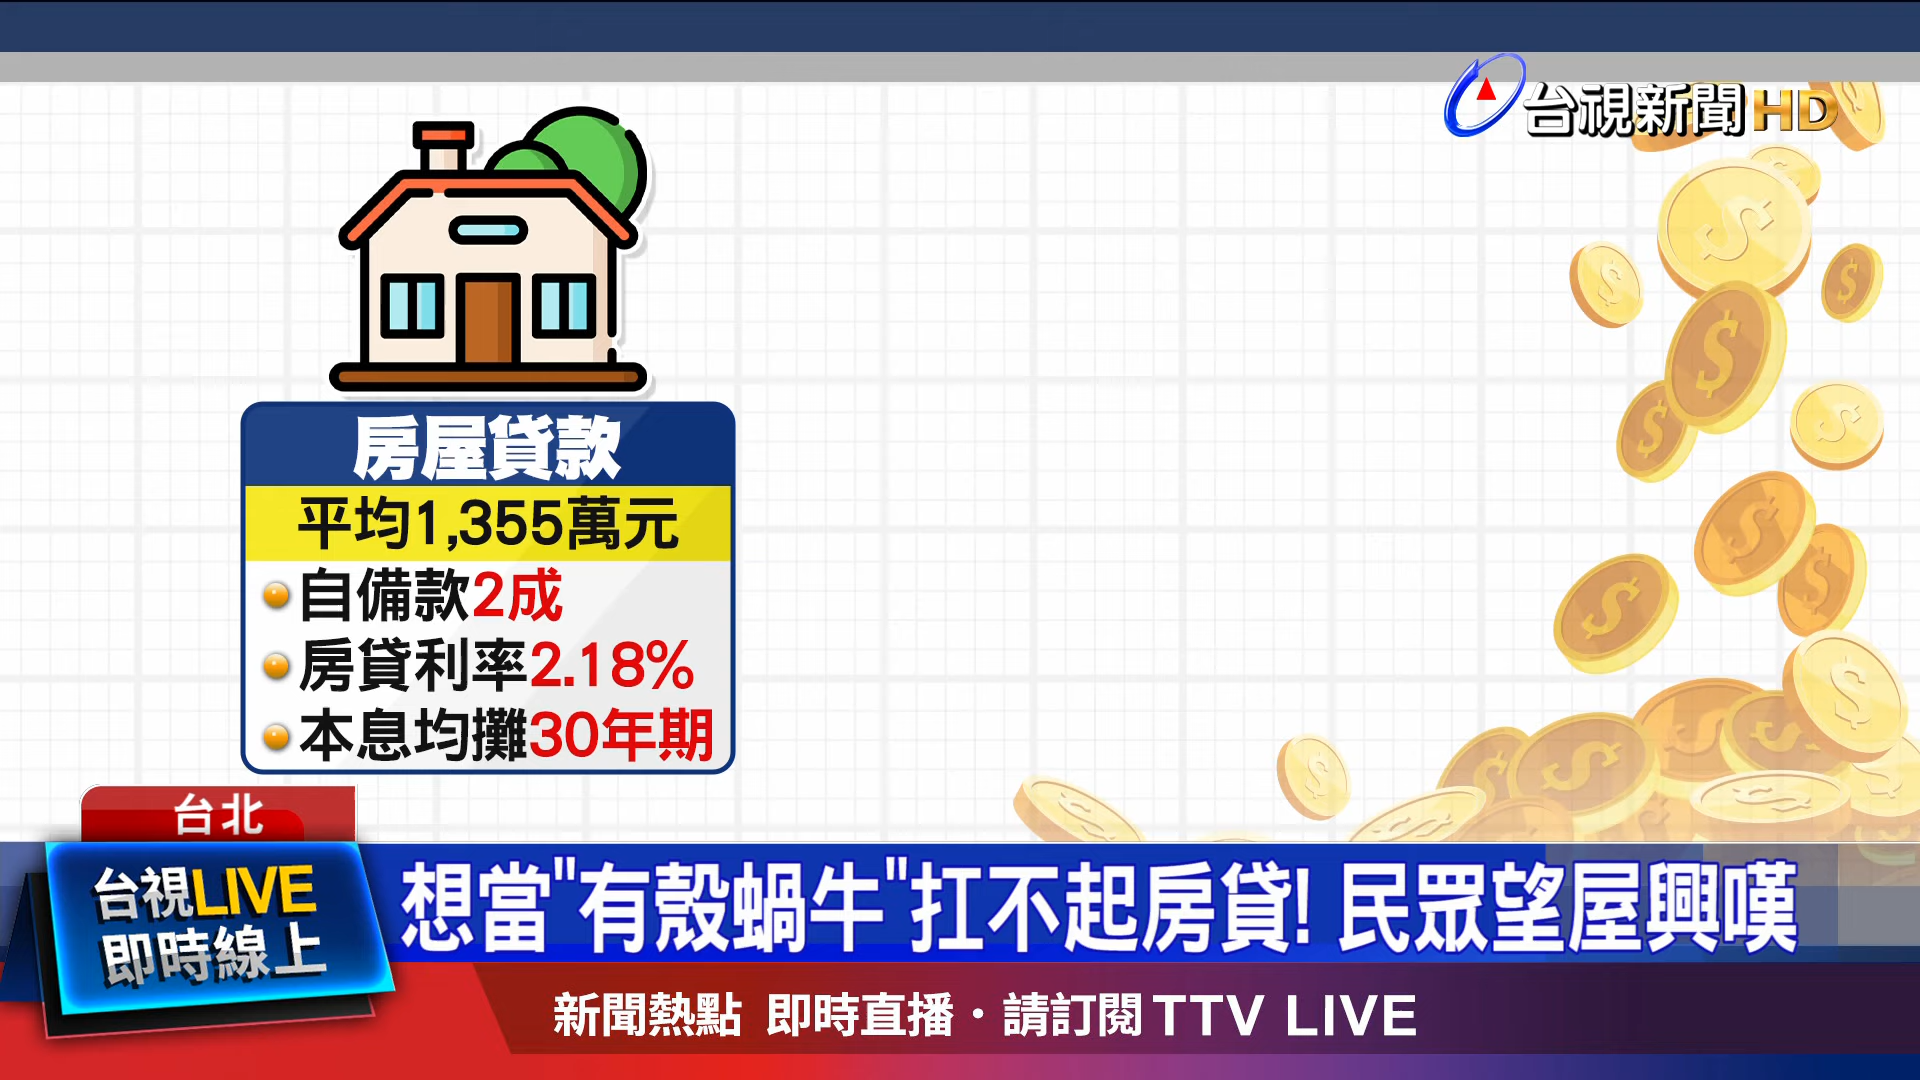 台視新聞HD
房屋貸款
平均1,355萬元
自備款2成
房貸利率2.18%
本息均攤30年期
台北
台視LIVE
即時線上
想當"有殼蝸牛"扛不起房貸! 民眾望屋興嘆
新聞熱點 即時直播・請訂閱TTV LIVE